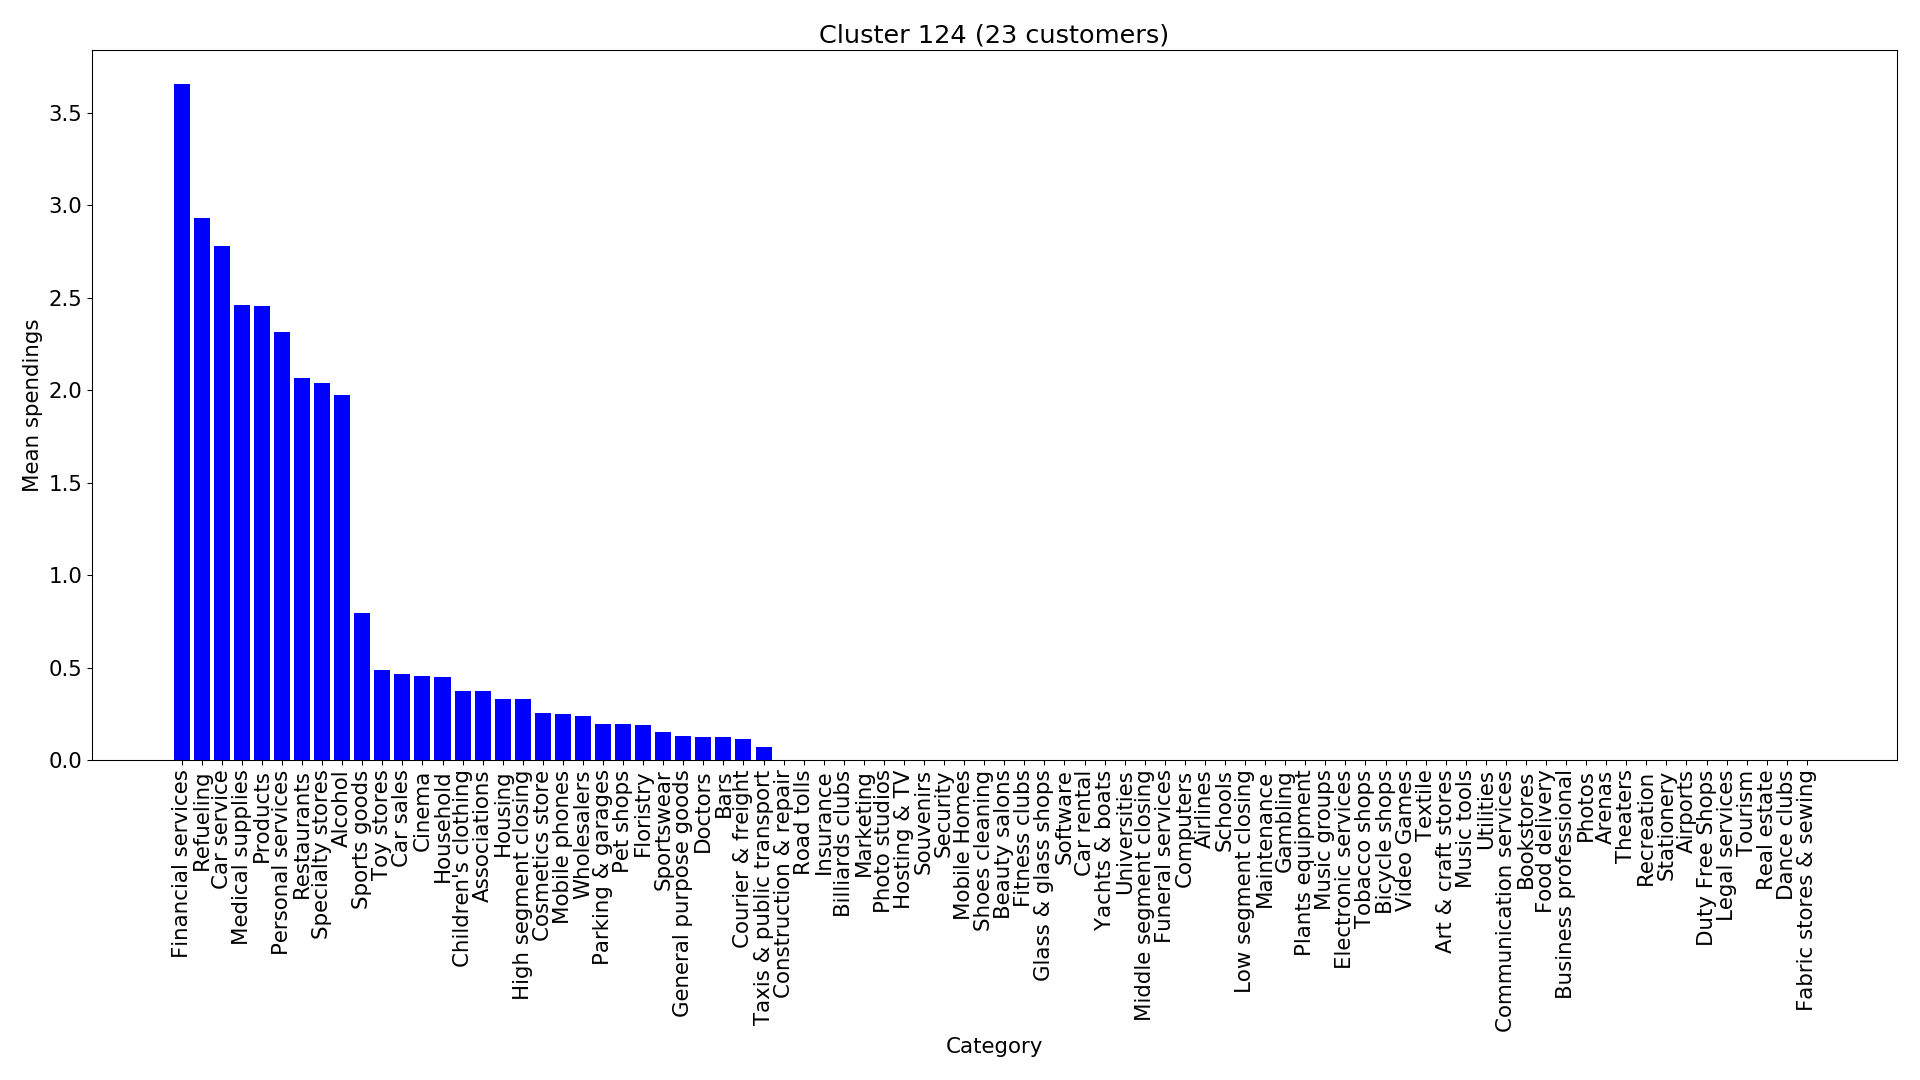 Cluster 124 (23 customers)
Mean spendings
3.5
3.0
2.5
2.0
1.5
1.0
0.5
0.0
Financial services
Refueling
Car service
Medical supplies
Products
Personal services
Restaurants
Specialty stores
Alcohol
Sports goods
Toy stores
Car sales
Cinema
Household
Children's clothing
Associations
Housing
High segment closing
Cosmetics store
Mobile phones
Wholesalers
Parking & garages
Pet shops
Floristry
Sportswear
General purpose goods
Doctors
Bars
Courier & freight
Taxis & public transport
Construction & repair
Road tolls
Insurance
Billiards clubs
Marketing
Photo studios
Hosting & TV
Souvenirs
Security
Mobile Homes
Shoes cleaning
Beauty salons
Fitness clubs
Glass & glass shops
Software
Car rental
Yachts & boats
Universities
Middle segment closing
Funeral services
Computers
Airlines
Schools
Low segment closing
Maintenance
Gambling
Plants equipment
Music groups
Electronic services
Tobacco shops
Bicycle shops
Video Games
Textile
Art & craft stores
Music tools
Utilities
Communication services
Bookstores
Food delivery
Business professional
Photos
Arenas
Theaters
Recreation
Stationery
Airports
Duty Free Shops
Legal services
Tourism
Real estate
Dance clubs
Fabric stores & sewing
Category